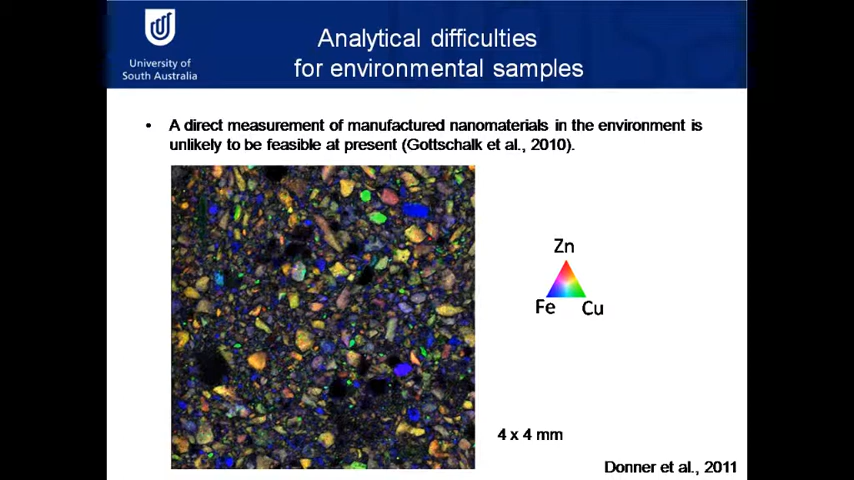 University of
South Australia
Analytical difficulties
for environmental samples
• A direct measurement of manufactured nanomaterials in the environment is
unlikely to be feasible at present (Gottschalk et al., 2010).
Zn
Fe
Cu
4 x 4 mm
Donner et al., 2011